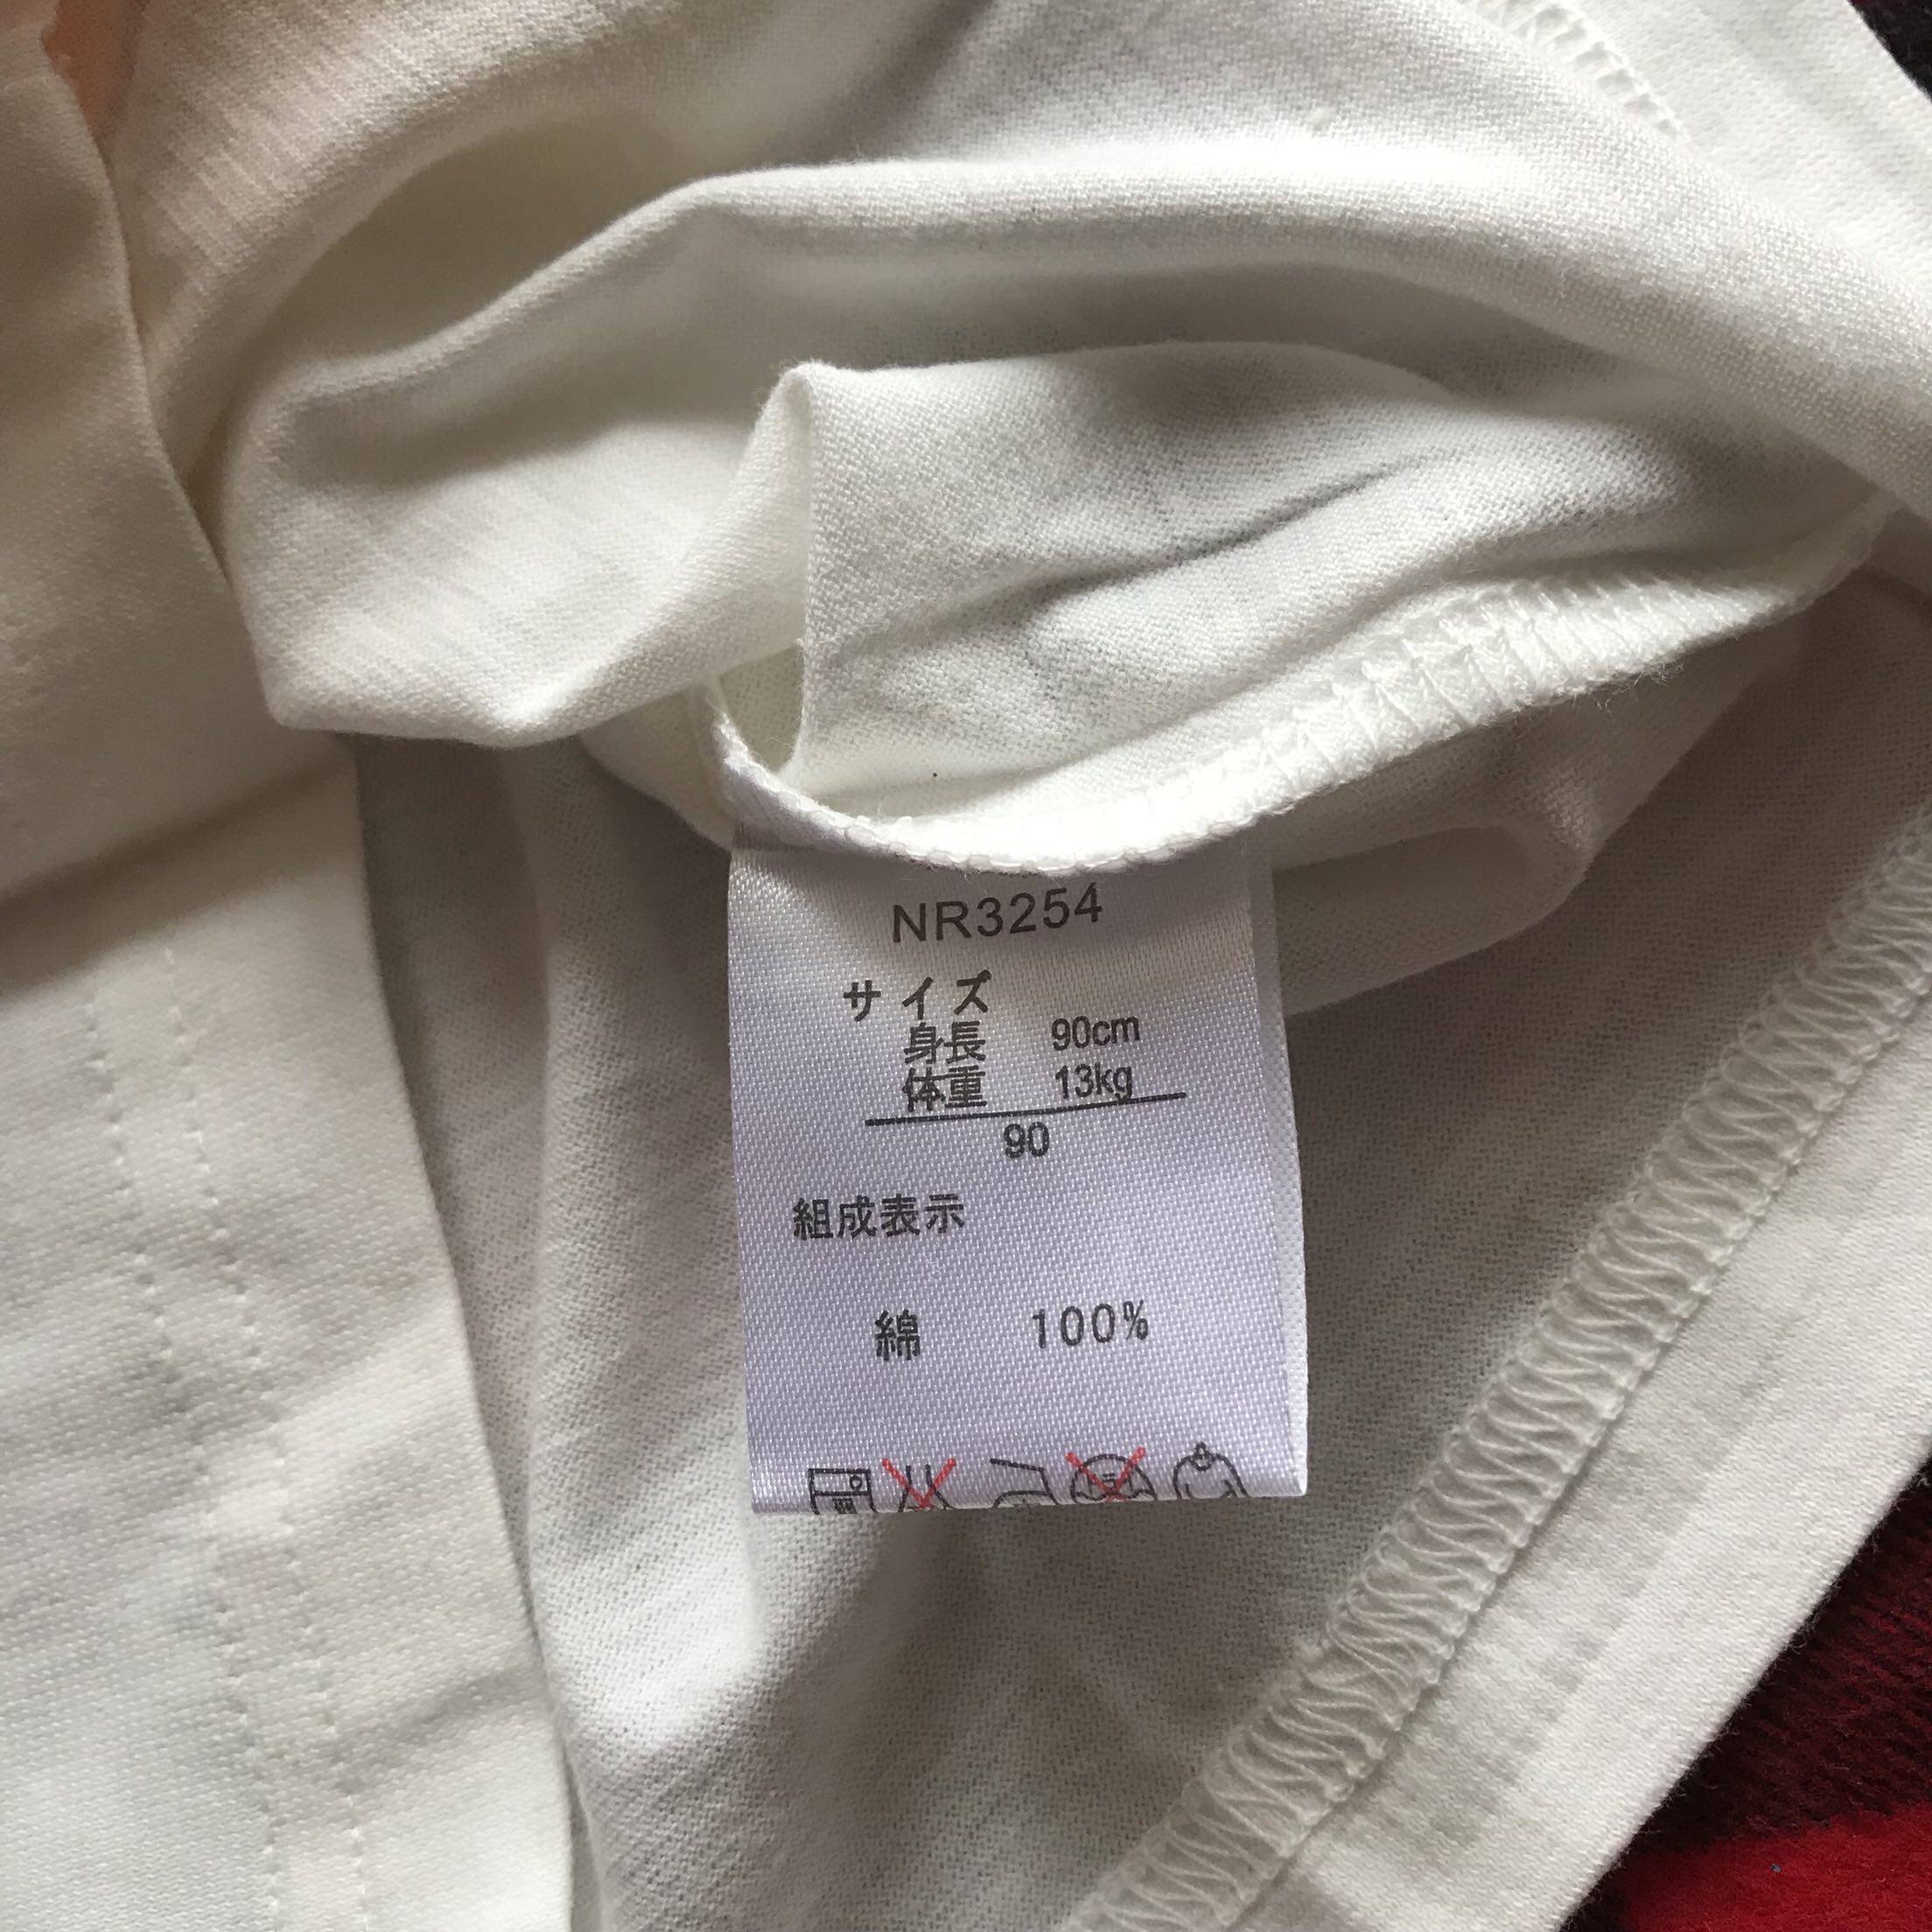 NR3254
サイズ
身長 90cm
体重 13kg
90
組成表示
綿 100%